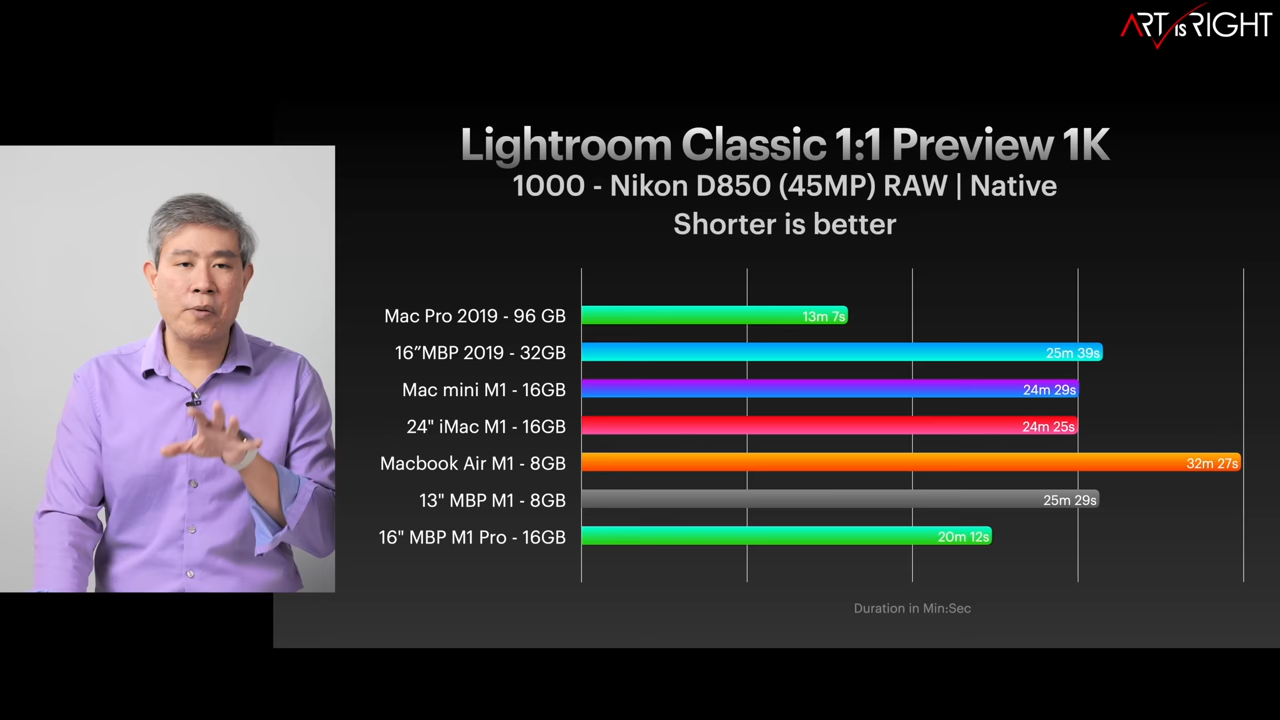 ART IS RIGHT
Lightroom Classic 1:1 Preview 1K
1000 - Nikon D850 (45MP) RAW | Native
Shorter is better
Mac Pro 2019 - 96 GB 13m 7s
16″MBP 2019 - 32GB 25m 39s
Mac mini M1 - 16GB 24m 29s
24" iMac M1 - 16GB 24m 25s
Macbook Air M1 - 8GB 32m 27s
13" MBP M1 - 8GB 25m 29s
16" MBP M1 Pro - 16GB 20m 12s
Duration in Min:Sec